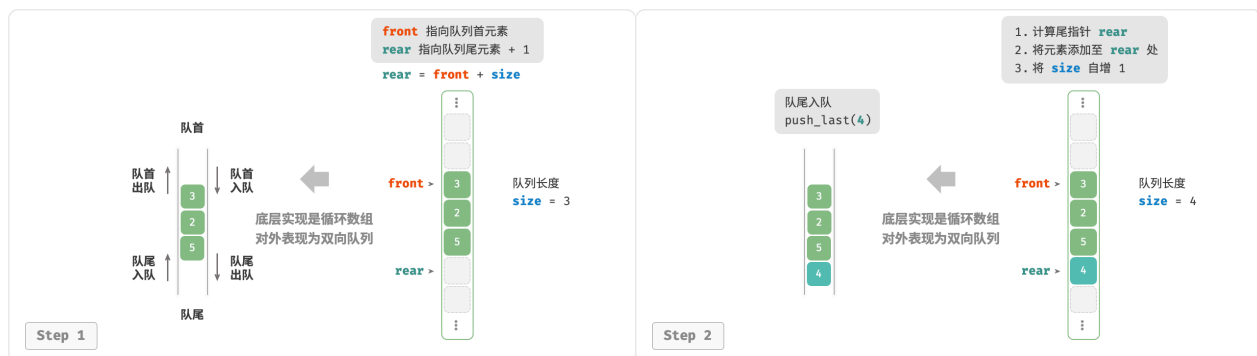 front 指向队列首元素
rear 指向队列尾元素 + 1
rear = front + size
队首
队首
出队
队首
入队
3
2
5
队尾
入队
队尾
出队
队尾
底层实现是循环数组
对外表现为双向队列
front
3
2
5
rear
队列长度
size = 3
Step 1
1. 计算尾指针 rear
2. 将元素添加至 rear 处
3. 将 size 自增 1
队尾入队
push_last(4)
3
2
5
4
底层实现是循环数组
对外表现为双向队列
front
3
2
5
rear
4
队列长度
size = 4
Step 2